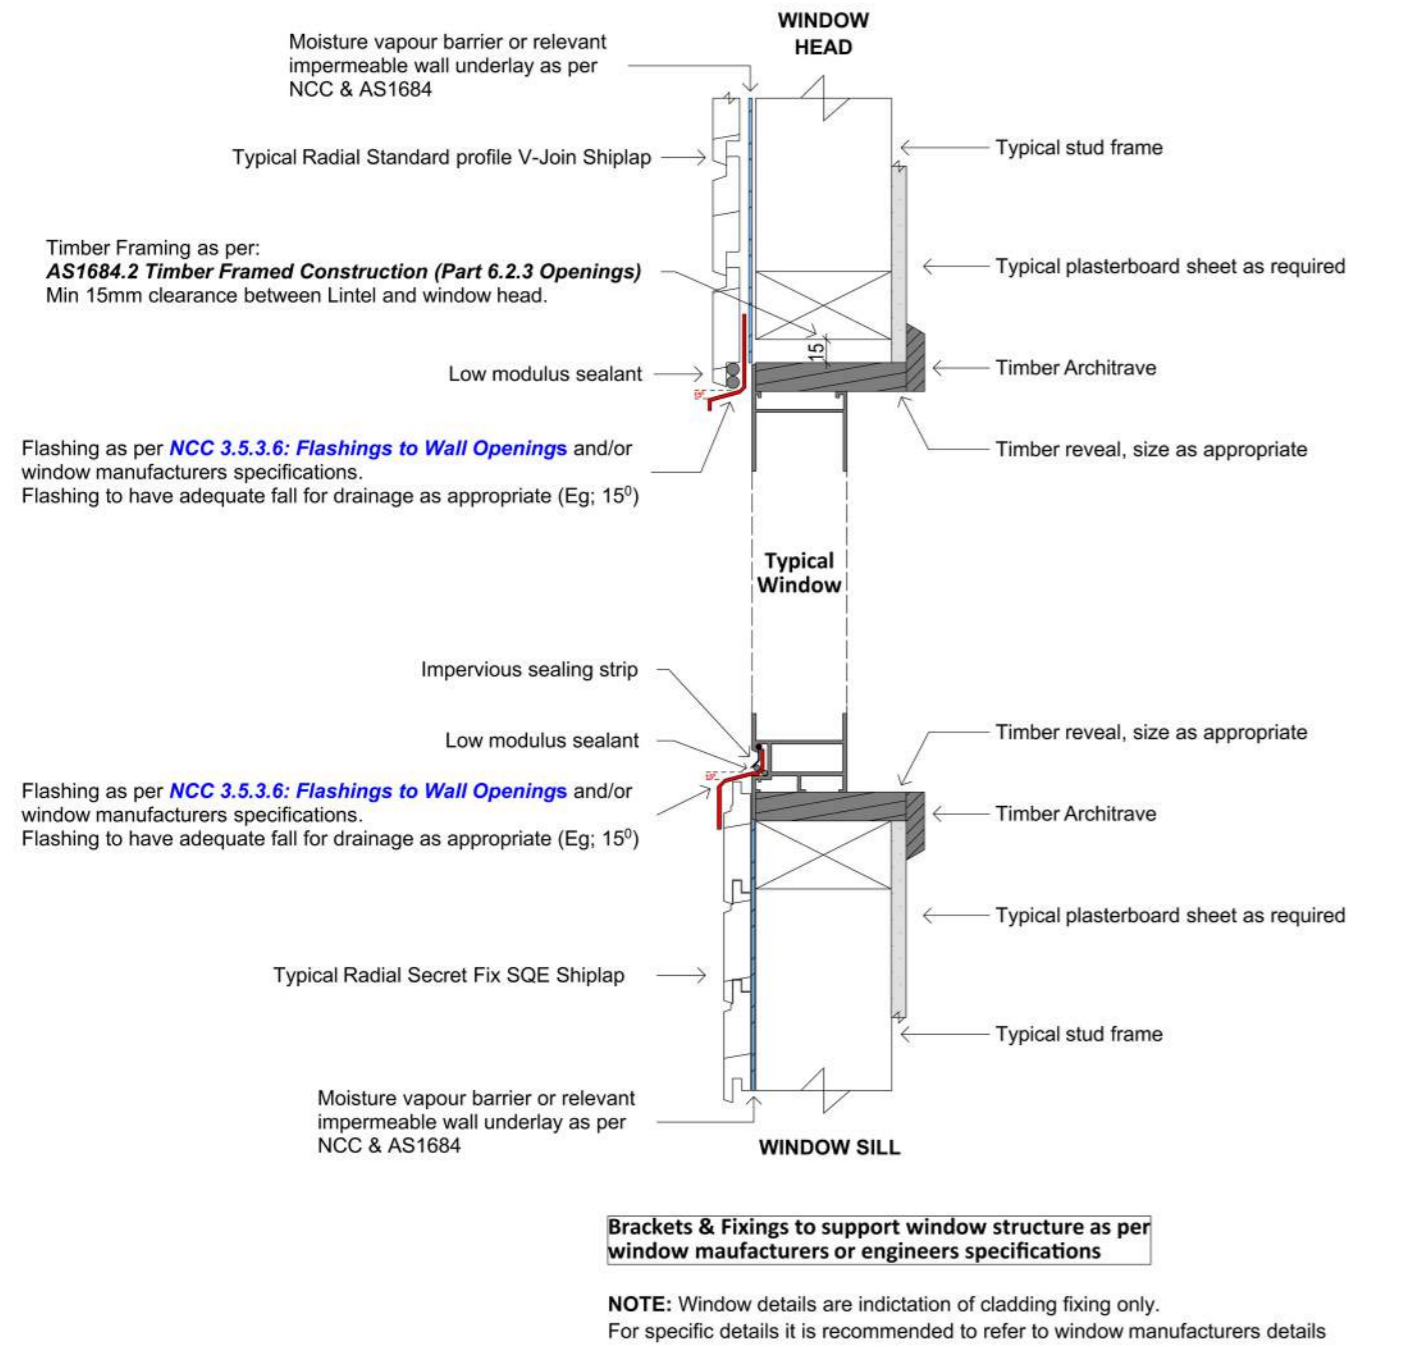 WINDOW
HEAD
Moisture vapour barrier or relevant
impermeable wall underlay as per
NCC & AS1684
Typical Radial Standard profile V-Join Shiplap
Typical stud frame
Timber Framing as per:
AS1684.2 Timber Framed Construction (Part 6.2.3 Openings)
Min 15mm clearance between Lintel and window head.
Typical plasterboard sheet as required
15
Low modulus sealant
Timber Architrave
Flashing as per NCC 3.5.3.6: Flashings to Wall Openings and/or
window manufacturers specifications.
Flashing to have adequate fall for drainage as appropriate (Eg; 15⁰)
Timber reveal, size as appropriate
Typical
Window
Impervious sealing strip
Low modulus sealant
Timber reveal, size as appropriate
Flashing as per NCC 3.5.3.6: Flashings to Wall Openings and/or
window manufacturers specifications.
Flashing to have adequate fall for drainage as appropriate (Eg; 15⁰)
Timber Architrave
Typical plasterboard sheet as required
Typical Radial Secret Fix SQE Shiplap
Typical stud frame
Moisture vapour barrier or relevant
impermeable wall underlay as per
NCC & AS1684
WINDOW SILL
Brackets & Fixings to support window structure as per
window maufacturers or engineers specifications
NOTE: Window details are indictation of cladding fixing only.
For specific details it is recommended to refer to window manufacturers details